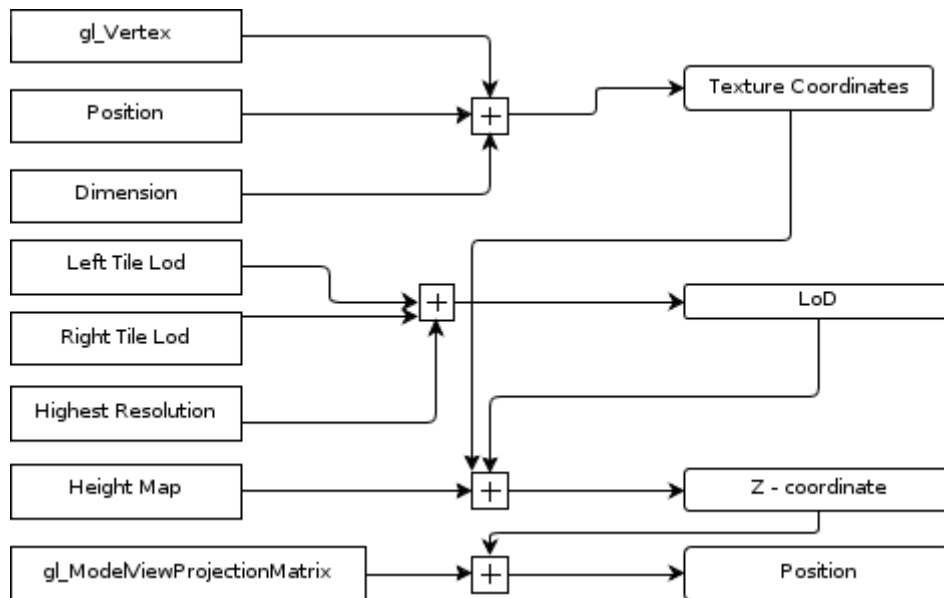 gl_Vertex
Position
Texture Coordinates
Dimension
Left Tile Lod
LoD
Right Tile Lod
Highest Resolution
Height Map
Z - coordinate
gl_ModelViewProjectionMatrix
Position